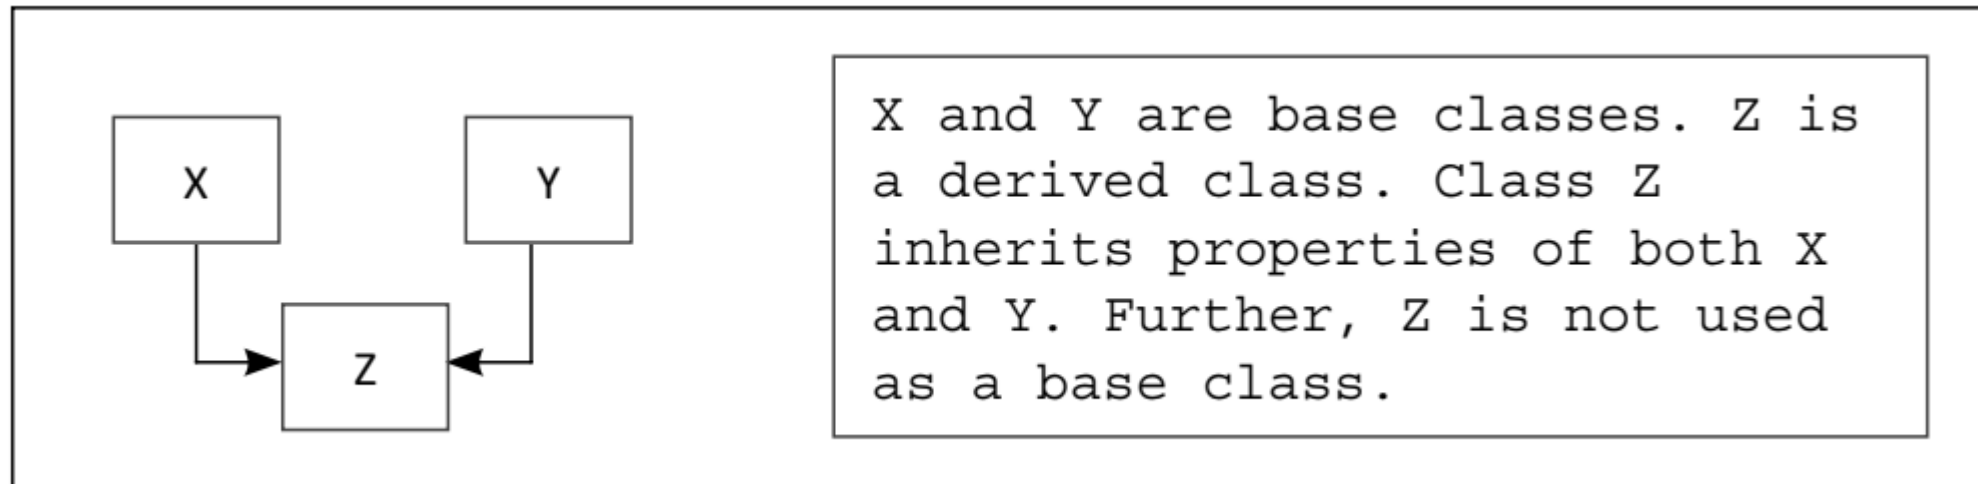 X
Y
Z
X and Y are base classes. Z is
a derived class. Class Z
inherits properties of both X
and Y. Further, Z is not used
as a base class.